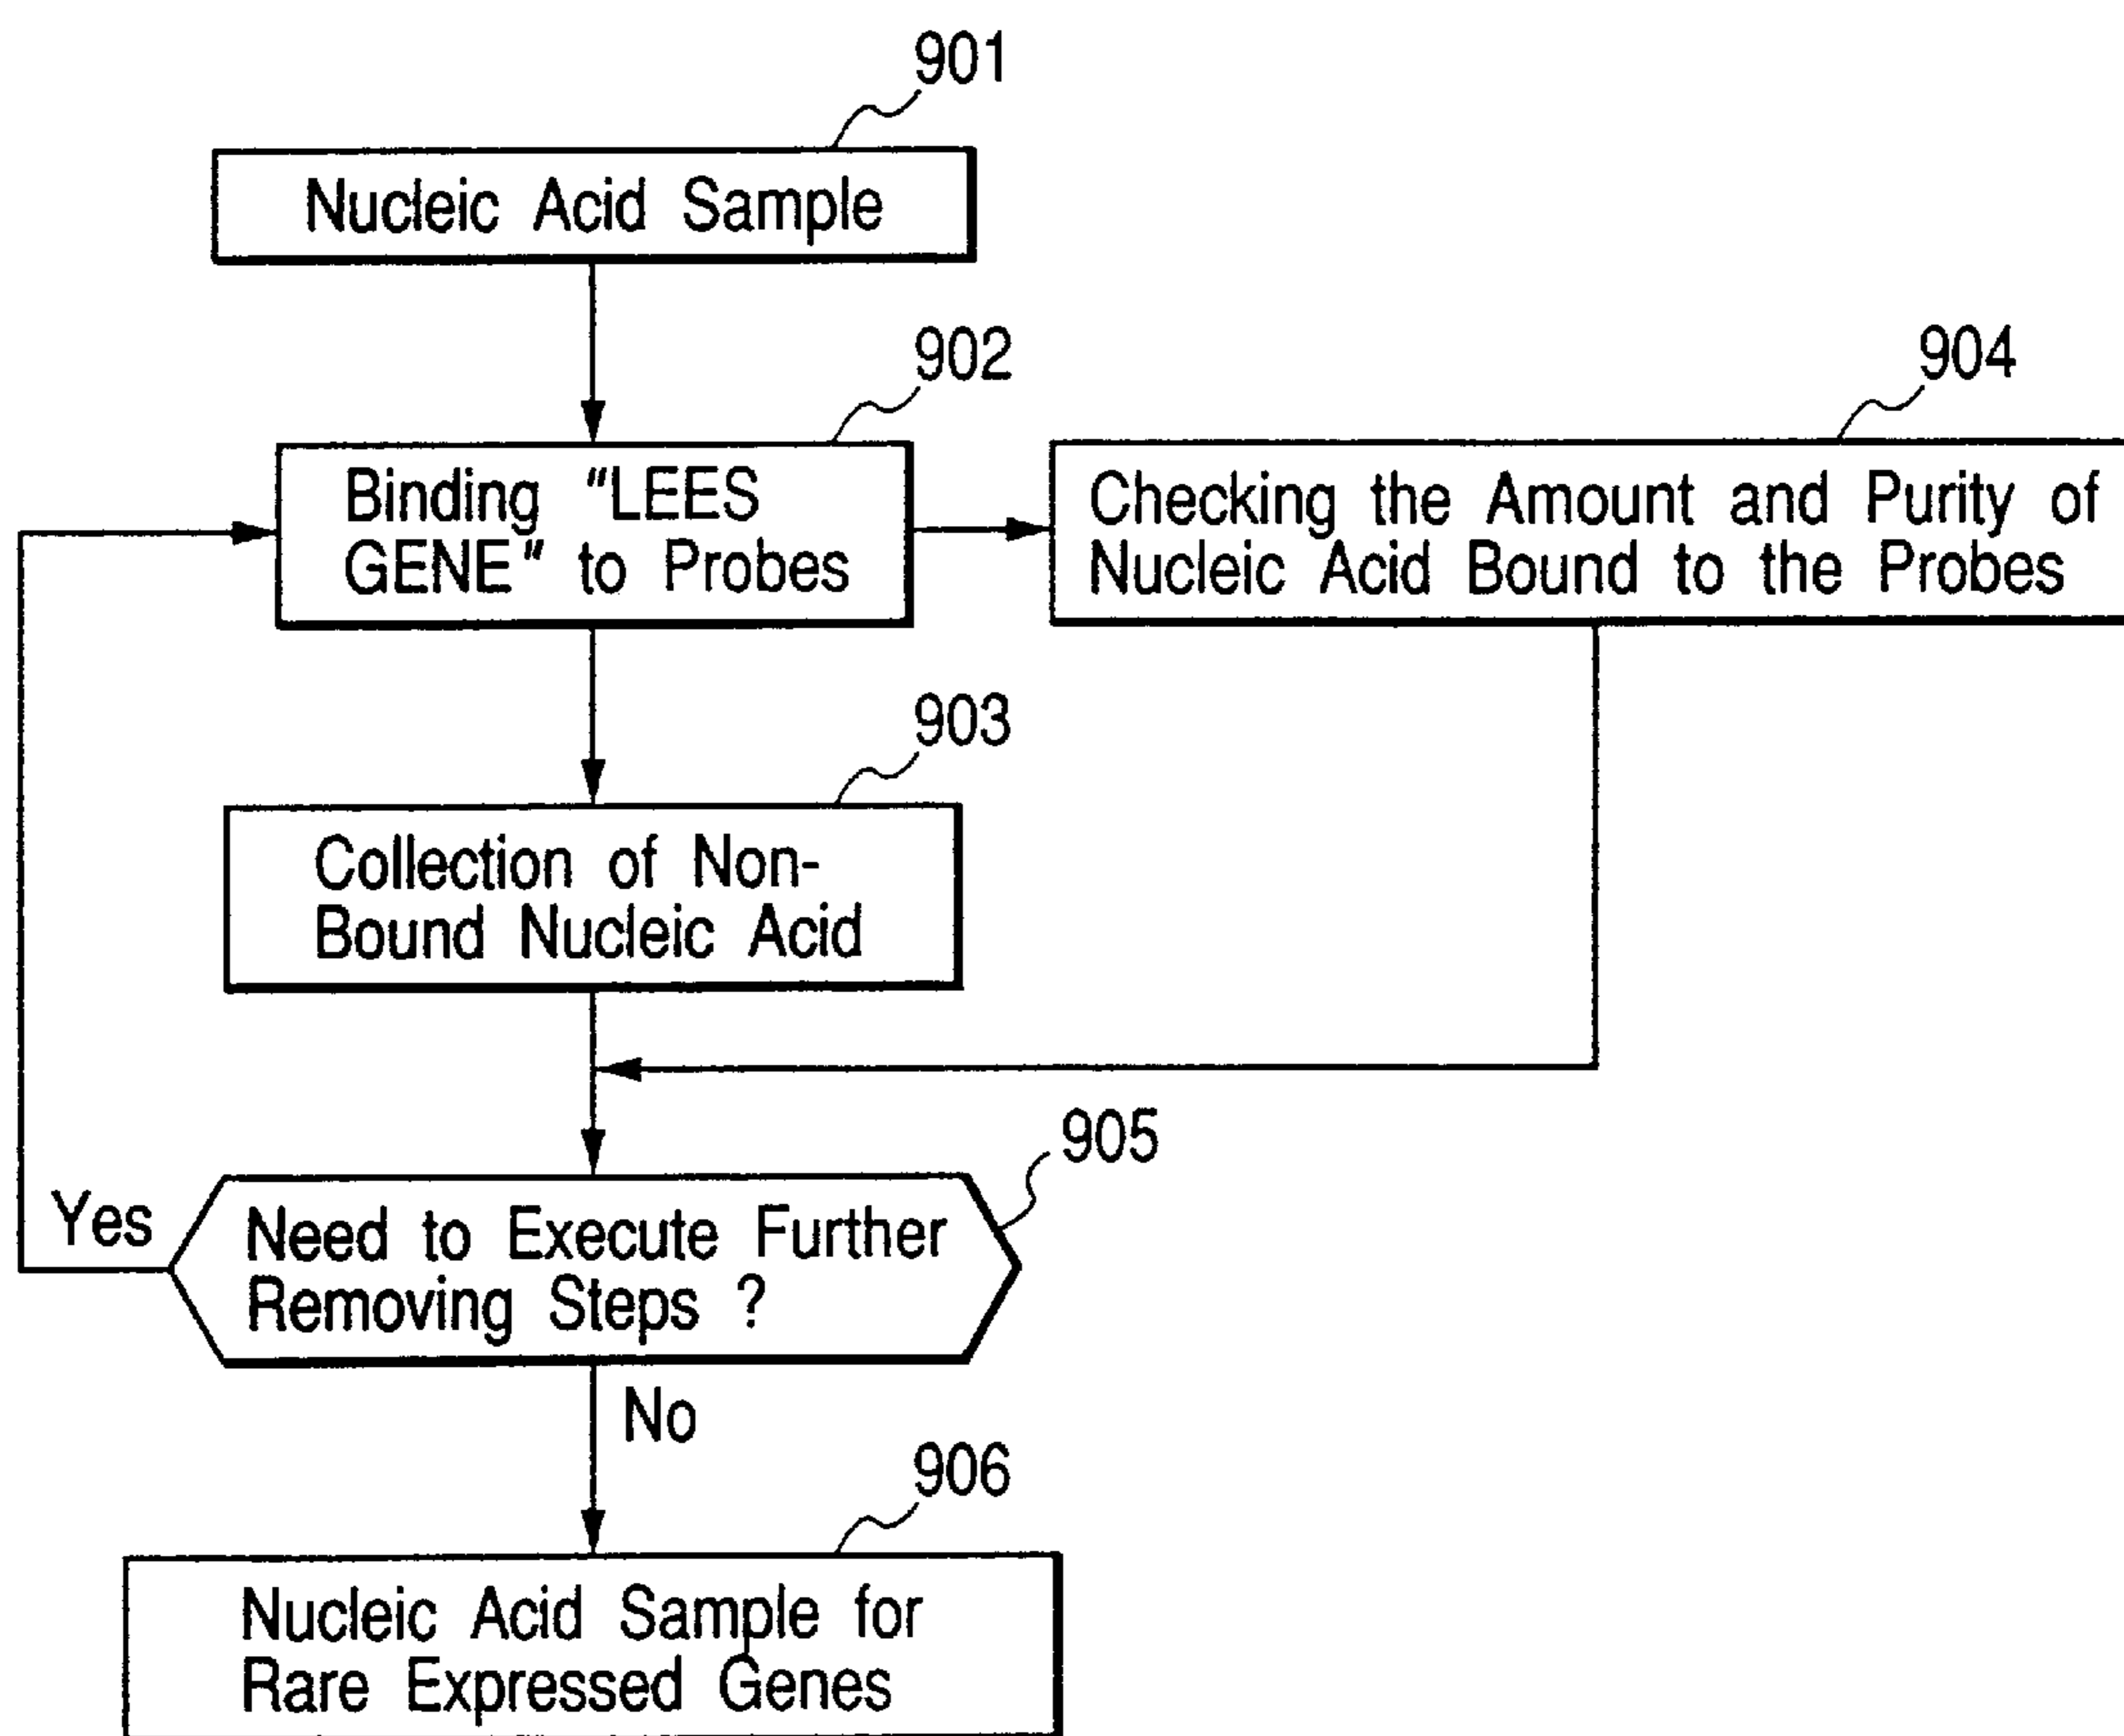 901
Nucleic Acid Sample
902
Binding "LEES
GENE" to Probes
904
Checking the Amount and Purity of
Nucleic Acid Bound to the Probes
903
Collection of Non-
Bound Nucleic Acid
905
Yes
Need to Execute Further
Removing Steps ?
No
906
Nucleic Acid Sample for
Rare Expressed Genes